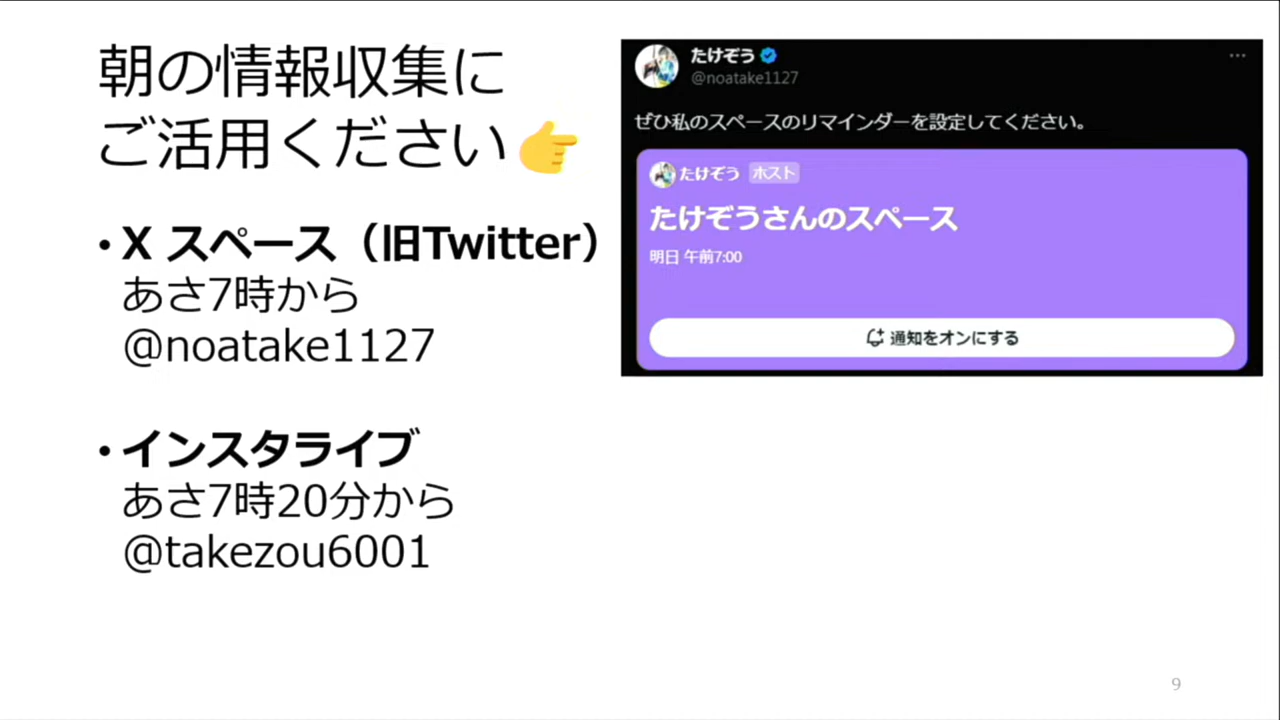 朝の情報収集に
ご活用ください👉
• X スペース（旧Twitter）
あさ7時から
@noatake1127
• インスタライブ
あさ7時20分から
@takezou6001
たけぞう
@noatake1127
ぜひ私のスペースのリマインダーを設定してください。
たけぞう ホスト
たけぞうさんのスペース
明日 午前7:00
通知をオンにする
9